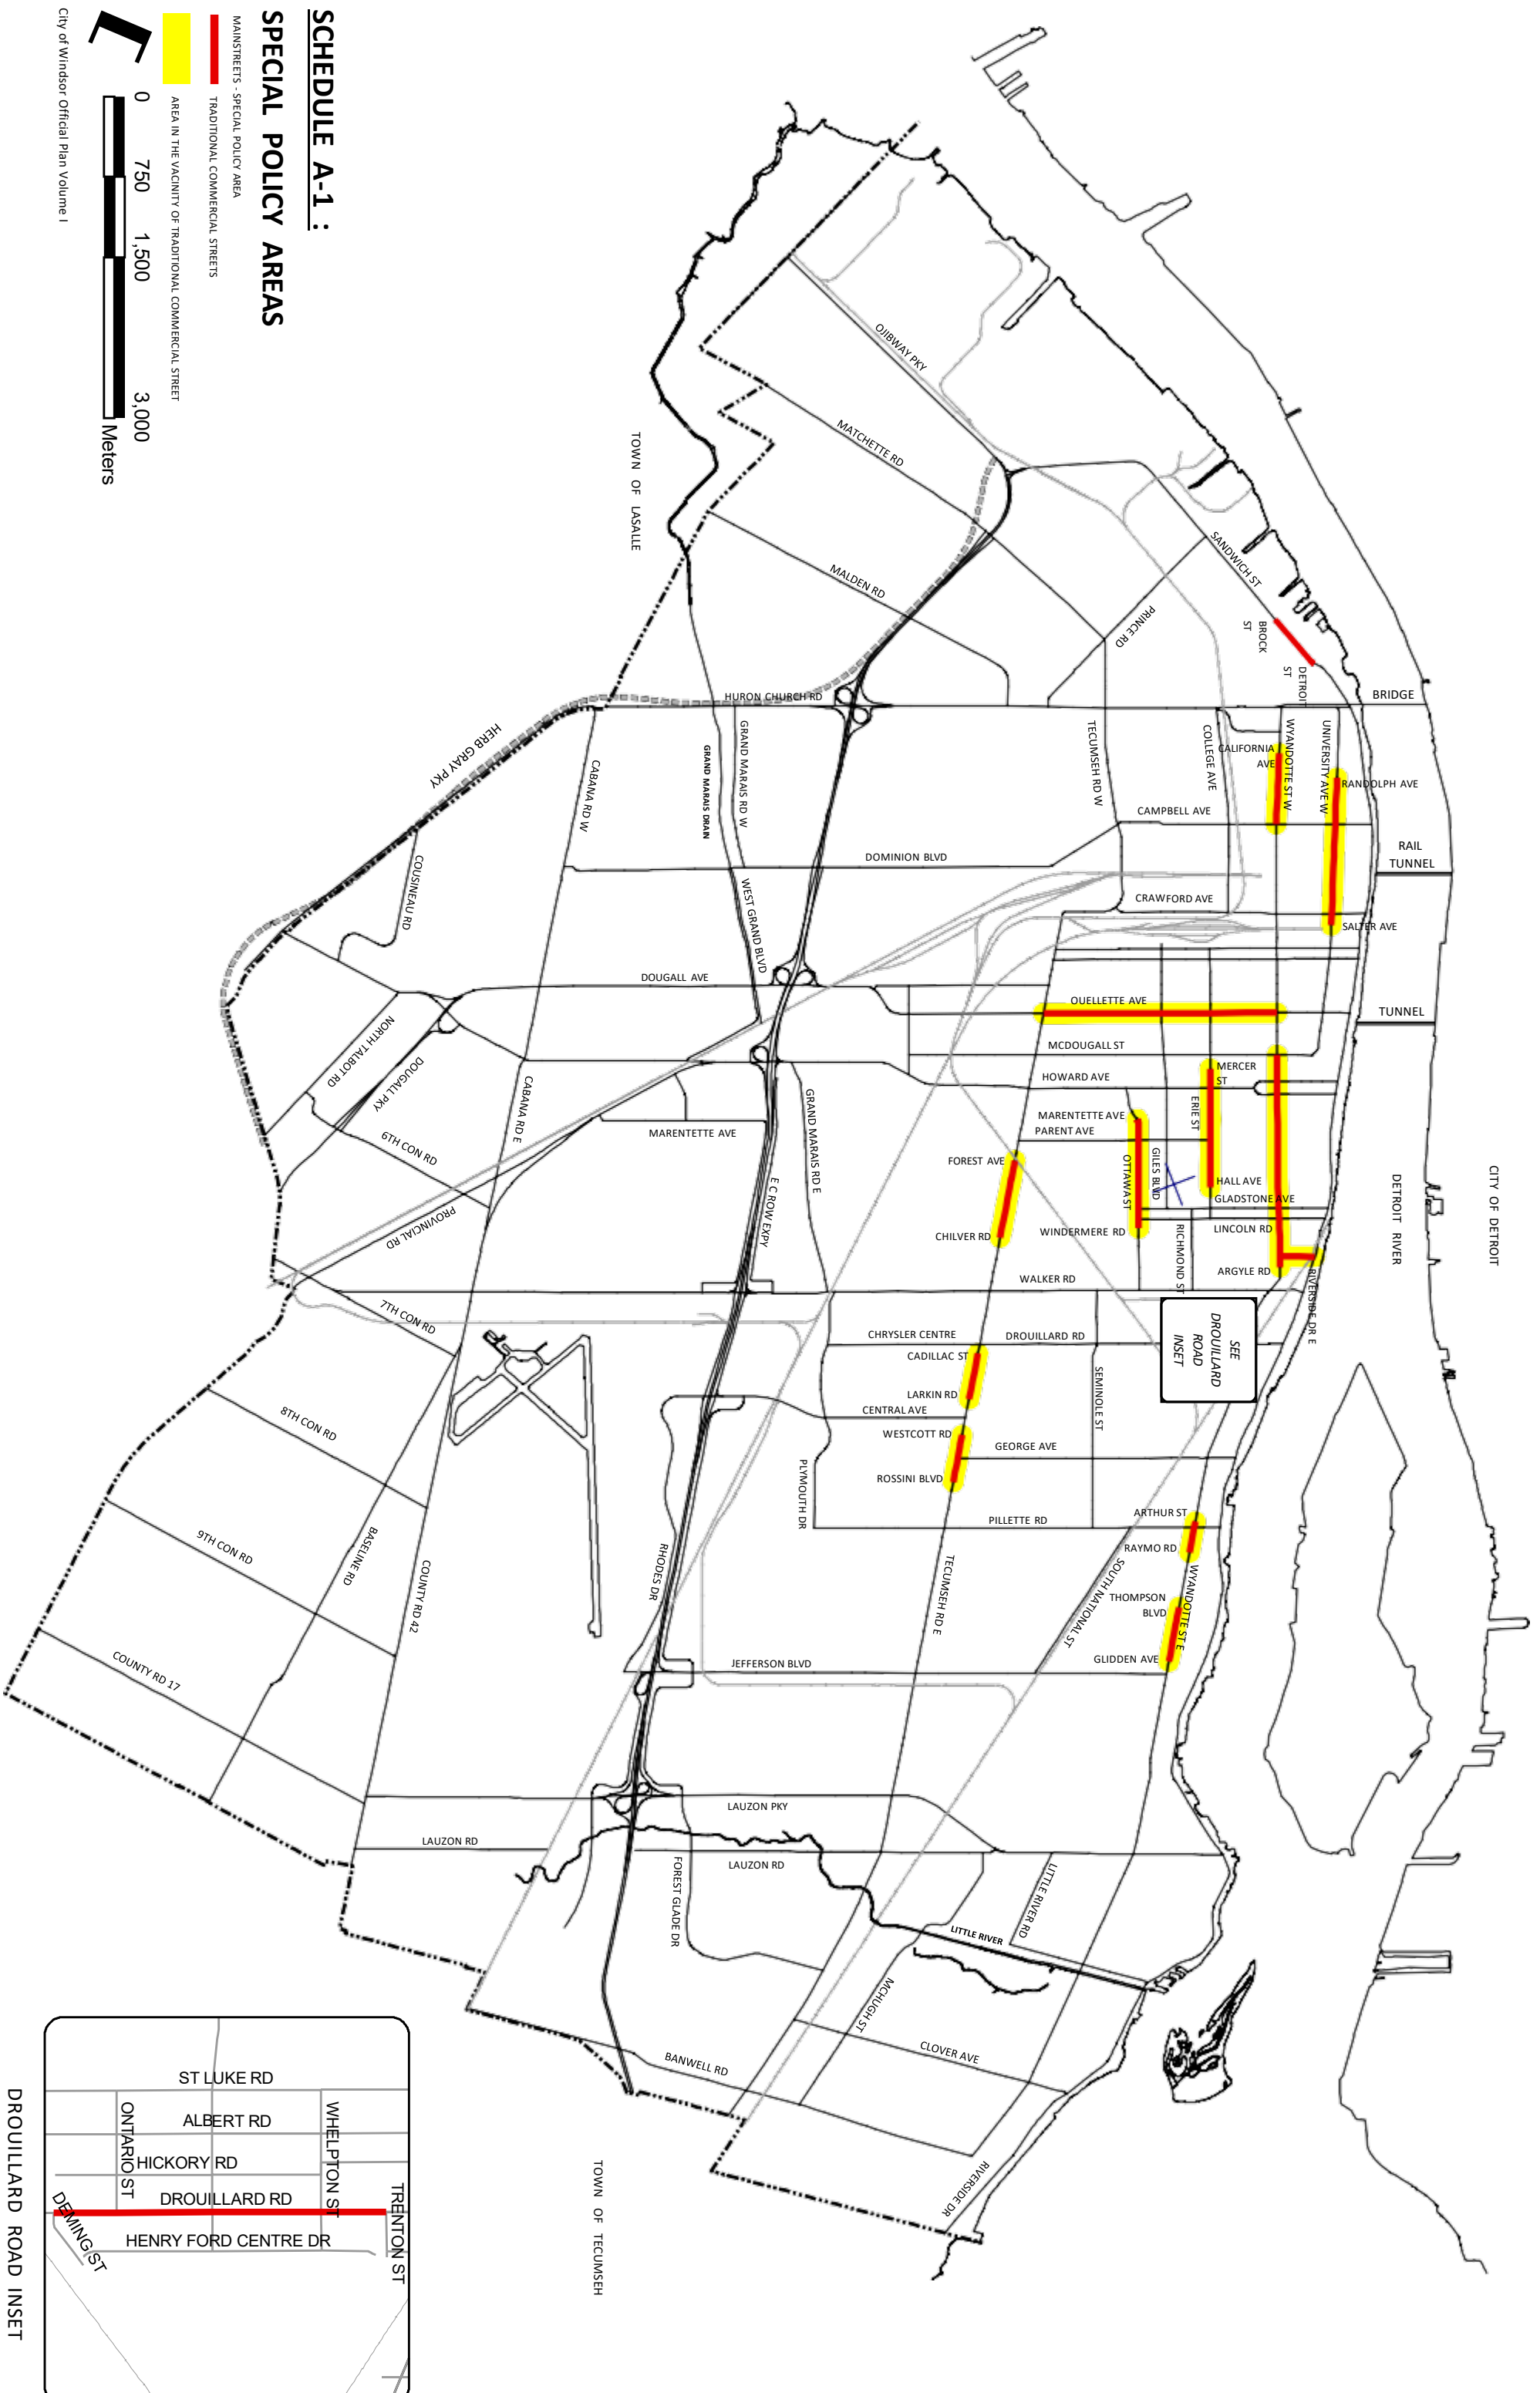 SCHEDULE A-1 :
SPECIAL POLICY AREAS
MAINSTREETS - SPECIAL POLICY AREA
TRADITIONAL COMMERCIAL STREETS
AREA IN THE VACINITY OF TRADITIONAL COMMERCIAL STREET
0 750 1,500 3,000
Meters
City of Windsor Official Plan Volume I
TOWN OF LASALLE
OJIBWAY PKY
MATCHETTE RD
MALDEN RD
SANDWICH ST
PRINCE RD
BROCK
ST
DETROIT
ST
BRIDGE
HURON CHURCH RD
HERB GRAY PKY
CABANA RD W
GRAND MARAIS DRAIN
GRAND MARAIS RD W
TECUMSEH RD W
COLLEGE AVE
CALIFORNIA
AVE
WYANDOTTE ST W
UNIVERSITY AVE W
RANDOLPH AVE
CAMPBELL AVE
RAIL
TUNNEL
DOMINION BLVD
COUSINEAU RD
WEST GRAND BLVD
CRAWFORD AVE
SALTER AVE
DOUGALL AVE
OUELLETTE AVE
TUNNEL
NORTH TALBOT RD
DOUGALL PKY
MCDOUGALL ST
MERCER
ST
HOWARD AVE
CABANA RD E
6TH CON RD
MARENTETTE AVE
GRAND MARAIS RD E
MARENTETTE AVE
PARENT AVE
ERIE ST
FOREST AVE
OTTAWA ST
GILES BLVD
HALL AVE
GLADSTONE AVE
E C ROW EXPY
PROVINCIAL RD
CHILVER RD
WINDERMERE RD
RICHMOND ST
LINCOLN RD
ARGYLE RD
RIVERSIDE DR E
WALKER RD
DETROIT RIVER
CITY OF DETROIT
SEE
DROUILLARD
ROAD
INSET
7TH CON RD
CHRYSLER CENTRE
DROUILLARD RD
CADILLAC ST
LARKIN RD
CENTRAL AVE
SEMINOLE ST
WESTCOTT RD
GEORGE AVE
ROSSINI BLVD
PLYMOUTH DR
8TH CON RD
PILLETTE RD
ARTHUR ST
RAYMO RD
9TH CON RD
BASELINE RD
COUNTY RD 42
RHODES DR
TECUMSEH RD E
SOUTH NATIONAL ST
THOMPSON
BLVD
WYANDOTTE ST E
GLIDDEN AVE
COUNTY RD 17
JEFFERSON BLVD
LAUZON PKY
LAUZON RD
LAUZON RD
FOREST GLADE DR
LITTLE RIVER RD
LITTLE RIVER
MCHUGH ST
CLOVER AVE
BANWELL RD
RIVERSIDE DR
TOWN OF TECUMSEH
ST LUKE RD
ALBERT RD
ONTARIO ST
WHELPTON ST
HICKORY RD
DROUILLARD RD
TRENTON ST
DEMING ST
HENRY FORD CENTRE DR
DROUILLARD ROAD INSET